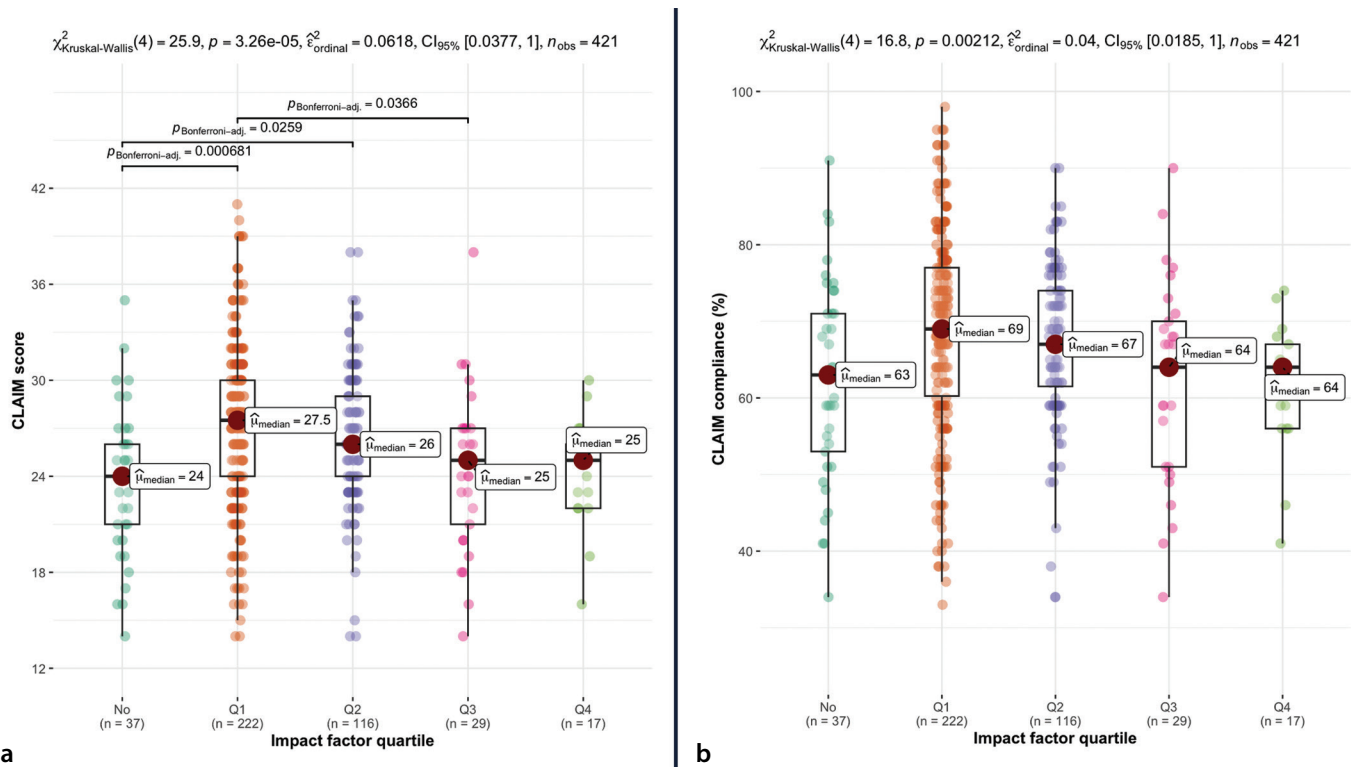 χ²Kruskal-Wallis(4) = 25.9, p = 3.26e-05, ε̂²ordinal = 0.0618, CI95% [0.0377, 1], nobs = 421
pBonferroni-adj. = 0.0366
pBonferroni-adj. = 0.0259
pBonferroni-adj. = 0.000681
CLAIM score
42
36
30
24
18
12
μ̂median = 24
μ̂median = 27.5
μ̂median = 26
μ̂median = 25
μ̂median = 25
No Q1 Q2 Q3 Q4
(n = 37) (n = 222) (n = 116) (n = 29) (n = 17)
Impact factor quartile
a
χ²Kruskal-Wallis(4) = 16.8, p = 0.00212, ε̂²ordinal = 0.04, CI95% [0.0185, 1], nobs = 421
CLAIM compliance (%)
100
80
60
40
μ̂median = 63
μ̂median = 69
μ̂median = 67
μ̂median = 64
μ̂median = 64
No Q1 Q2 Q3 Q4
(n = 37) (n = 222) (n = 116) (n = 29) (n = 17)
Impact factor quartile
b